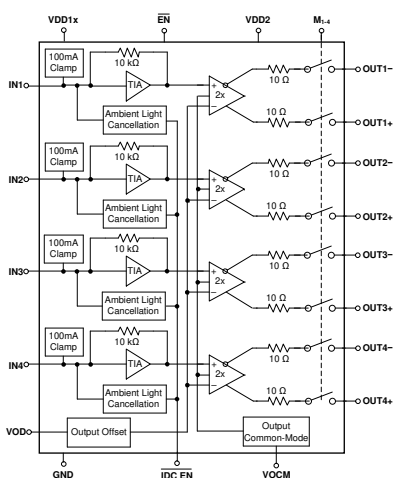 VDD1x EN VDD2 M1-4
100mA Clamp
10 kΩ
IN1
TIA
Ambient Light Cancellation
+
2x
−
10 Ω
OUT1−
10 Ω
OUT1+
100mA Clamp
10 kΩ
IN2
TIA
Ambient Light Cancellation
+
2x
−
10 Ω
OUT2−
10 Ω
OUT2+
100mA Clamp
10 kΩ
IN3
TIA
Ambient Light Cancellation
+
2x
−
10 Ω
OUT3−
10 Ω
OUT3+
100mA Clamp
10 kΩ
IN4
TIA
Ambient Light Cancellation
+
2x
−
10 Ω
OUT4−
10 Ω
OUT4+
VOD
Output Offset
Output Common-Mode
GND IDC_EN VOCM